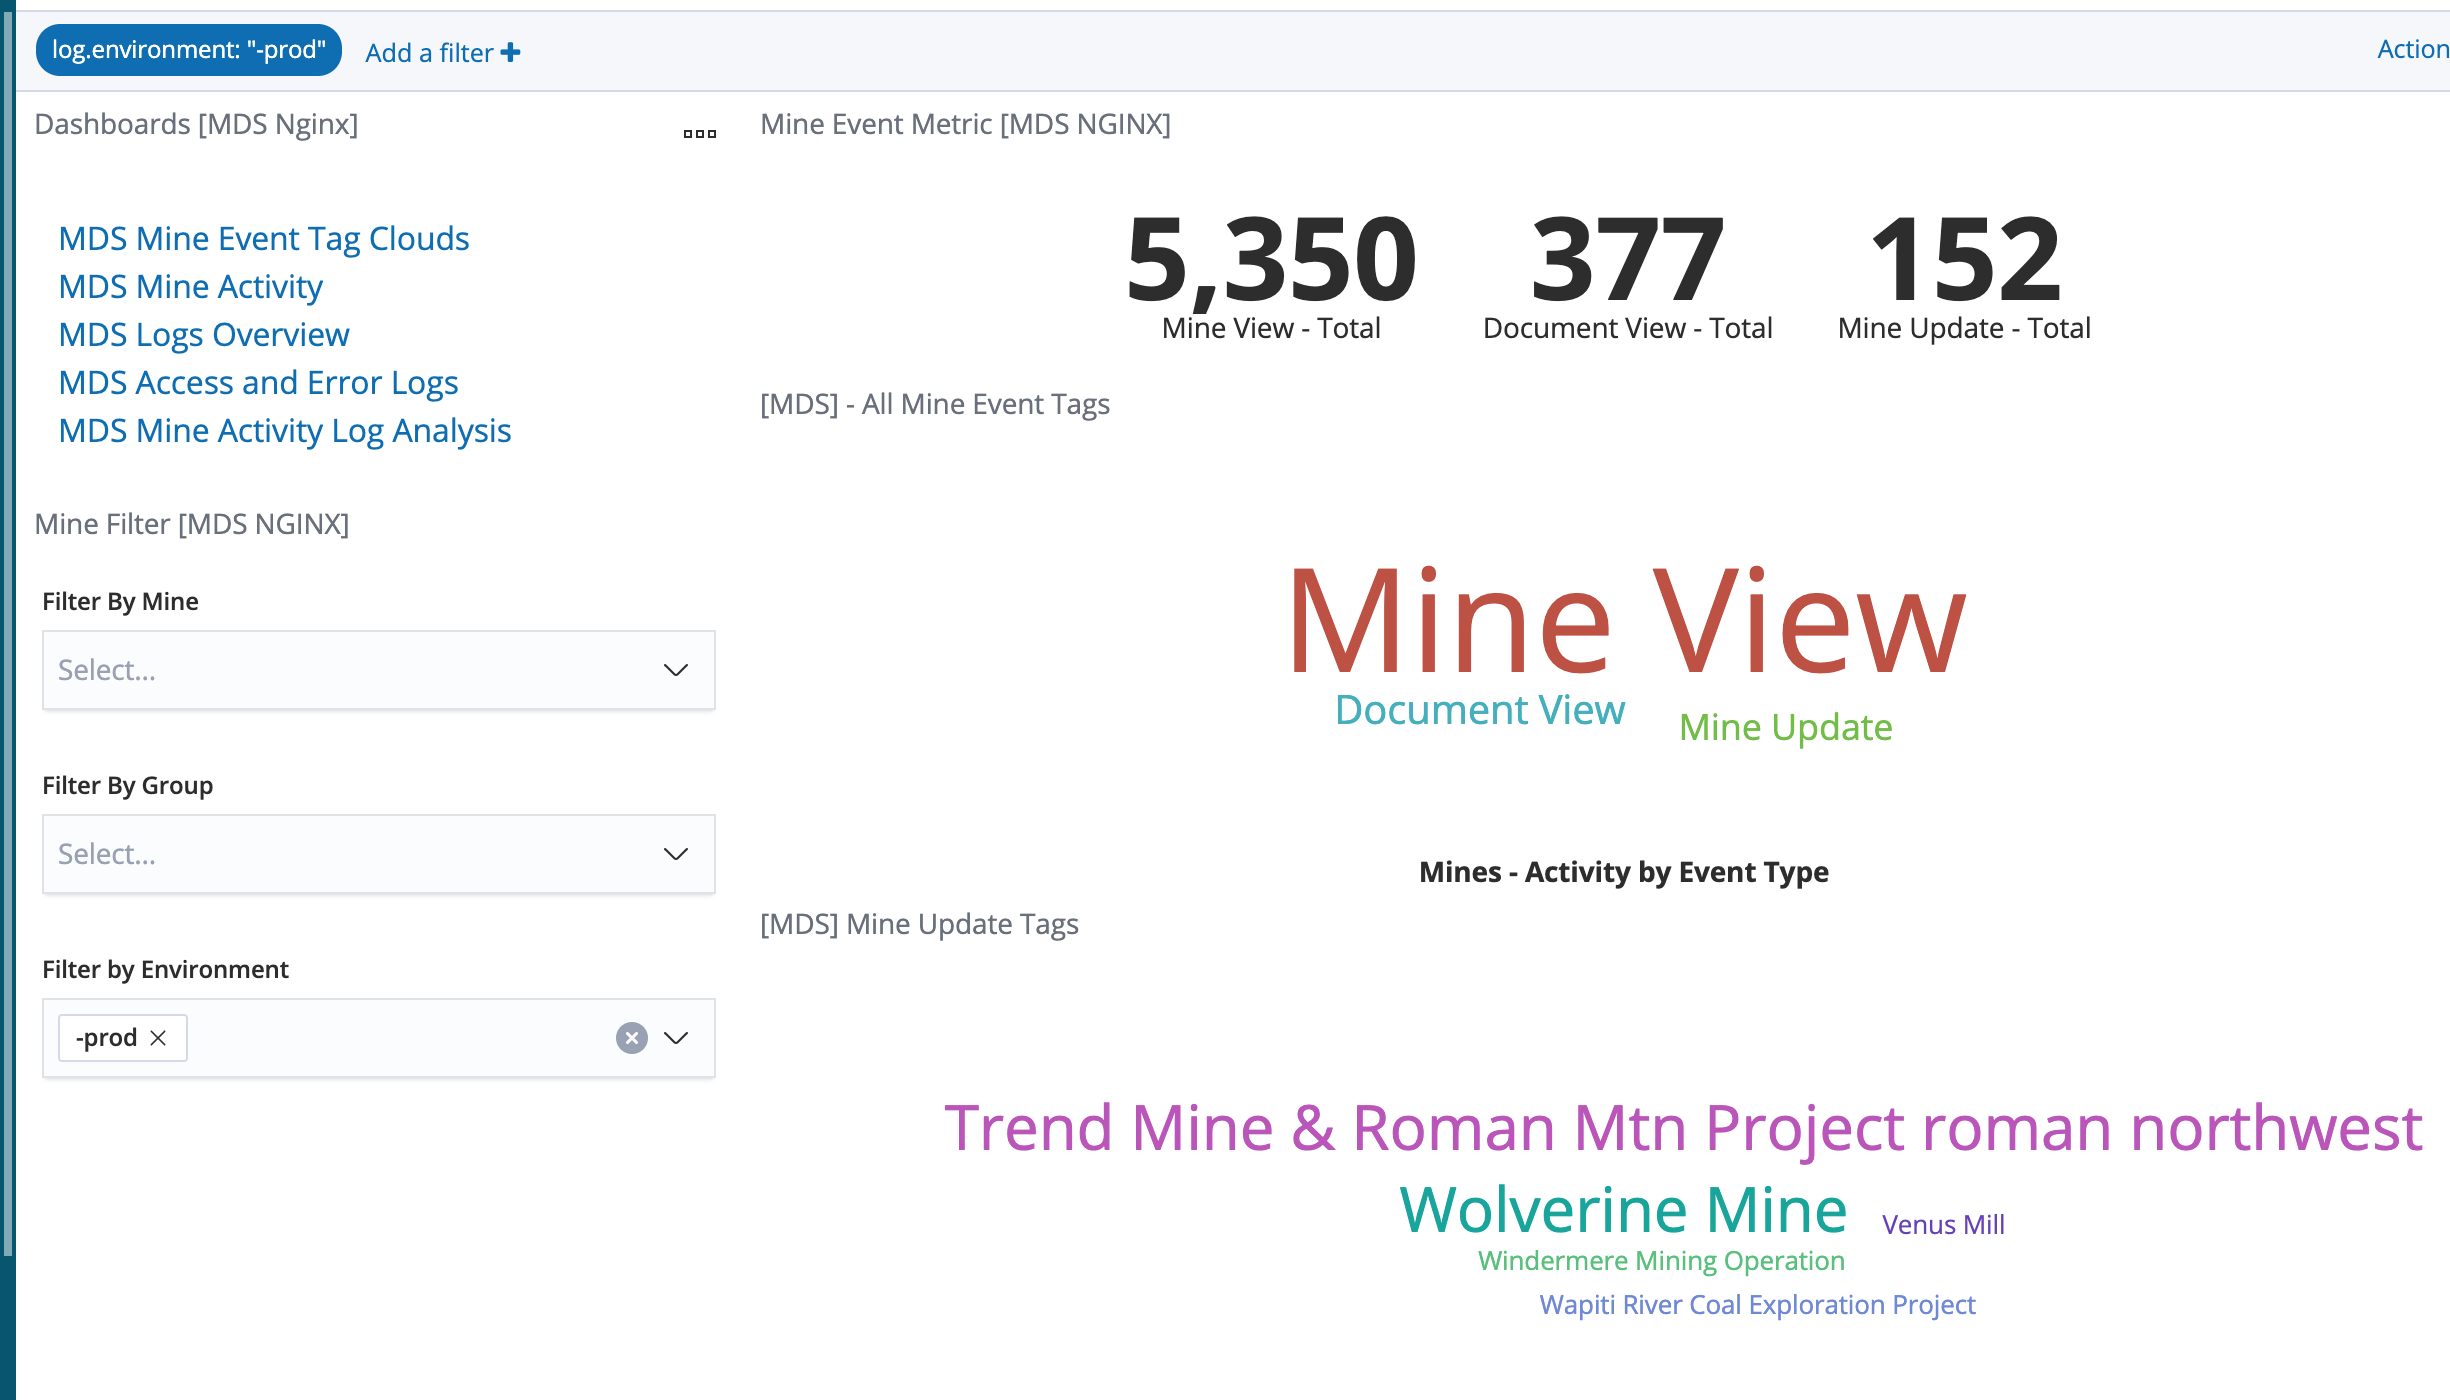 log.environment: "-prod"
Add a filter
Action
Dashboards [MDS Nginx]
MDS Mine Event Tag Clouds
MDS Mine Activity
MDS Logs Overview
MDS Access and Error Logs
MDS Mine Activity Log Analysis
Mine Filter [MDS NGINX]
Filter By Mine
Select...
Filter By Group
Select...
Filter by Environment
-prod
Mine Event Metric [MDS NGINX]
5,350 377 152
Mine View - Total Document View - Total Mine Update - Total
[MDS] - All Mine Event Tags
Mine View
Document View
Mine Update
Mines - Activity by Event Type
[MDS] Mine Update Tags
Trend Mine & Roman Mtn Project roman northwest
Wolverine Mine
Venus Mill
Windermere Mining Operation
Wapiti River Coal Exploration Project